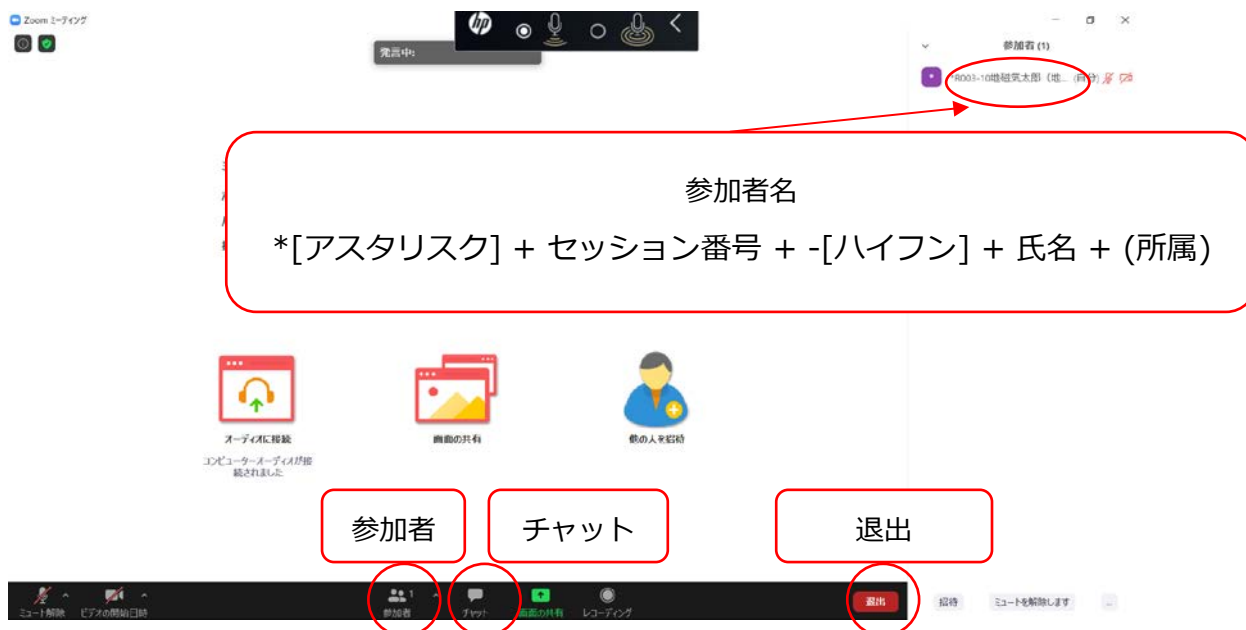 Zoom ミーティング
hp
発言中:
参加者 (1)
*R003-10地磁気太郎（地... (自分)
参加者名
*[アスタリスク] + セッション番号 + -[ハイフン] + 氏名 + (所属)
オーディオに接続
画面の共有
他の人を招待
コンピューターオーディオが接
続されました
参加者
チャット
退出
ミュート解除
ビデオの開始日時
1
参加者
チャット
画面の共有
レコーディング
退出
招待
ミュートを解除します
...